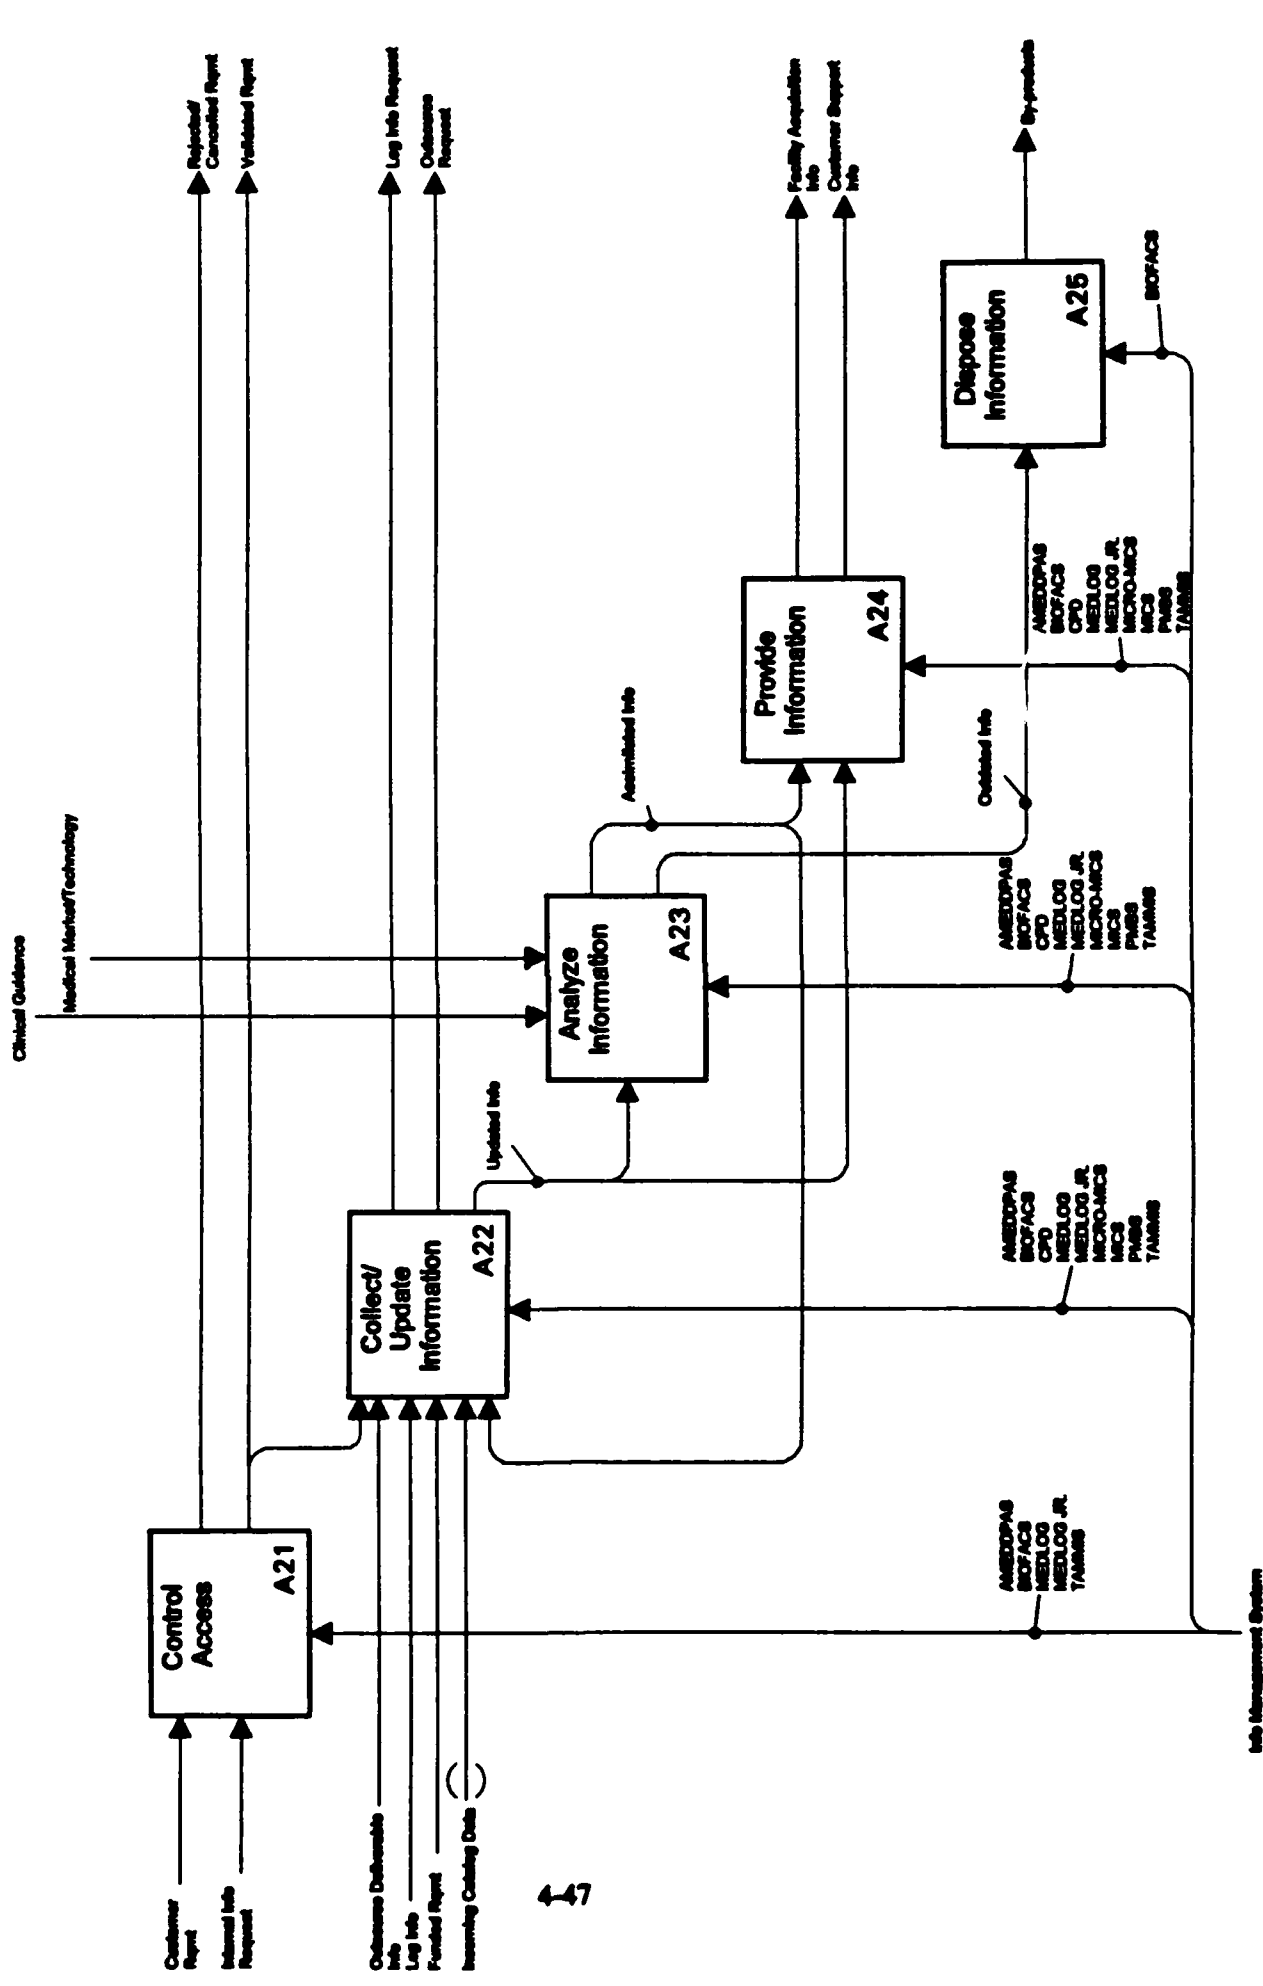 Clinical Guidance
Medical Market/Technology
Customer
Rqmt
Internal Info
Request
Control
Access
A21
Rejected/
Cancelled Rqmt
Validated Rqmt
Outsource Deliverable
Info
Log Info
Funded Rqmt
Incoming Catalog Data
Collect/
Update
Information
A22
Log Info Request
Outsource
Request
Updated Info
Analyze
Information
A23
Assimilated Info
Provide
Information
A24
Facility Acquisition
Info
Customer Support
Info
Outdated Info
Dispose
Information
A25
By-products
AMEDDPAS
BIOFACS
MEDLOG
MEDLOG JR.
TAMMIS
AMEDDPAS
BIOFACS
CPD
MEDLOG
MEDLOG JR.
MICRO-MICS
MICS
PMBS
TAMMIS
AMEDDPAS
BIOFACS
CPD
MEDLOG
MEDLOG JR.
MICRO-MICS
MICS
PMBS
TAMMIS
AMEDDPAS
BIOFACS
CPD
MEDLOG
MEDLOG JR.
MICRO-MICS
MICS
PMBS
TAMMIS
BIOFACS
Info Management System
4-47